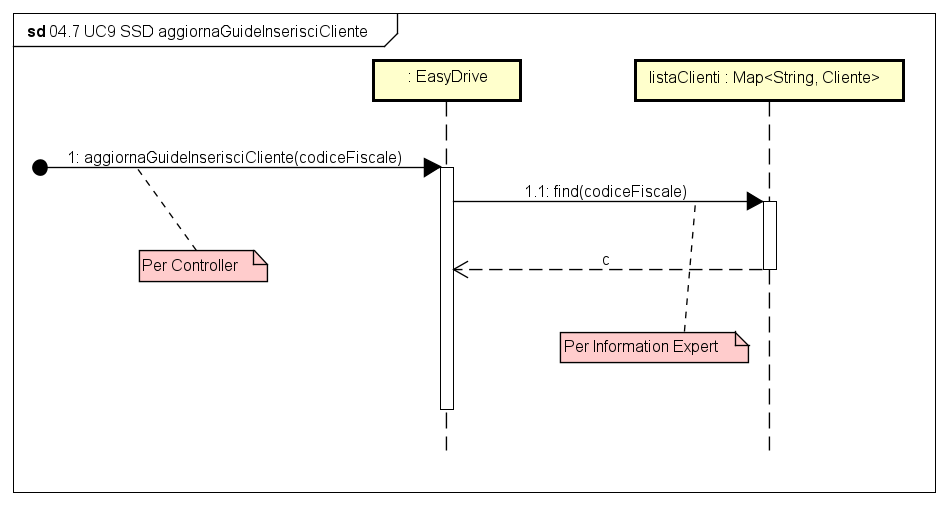 sd 04.7 UC9 SSD aggiornaGuideInserisciCliente
: EasyDrive
listaClienti : Map<String, Cliente>
1: aggiornaGuideInserisciCliente(codiceFiscale)
1.1: find(codiceFiscale)
Per Controller
c
Per Information Expert